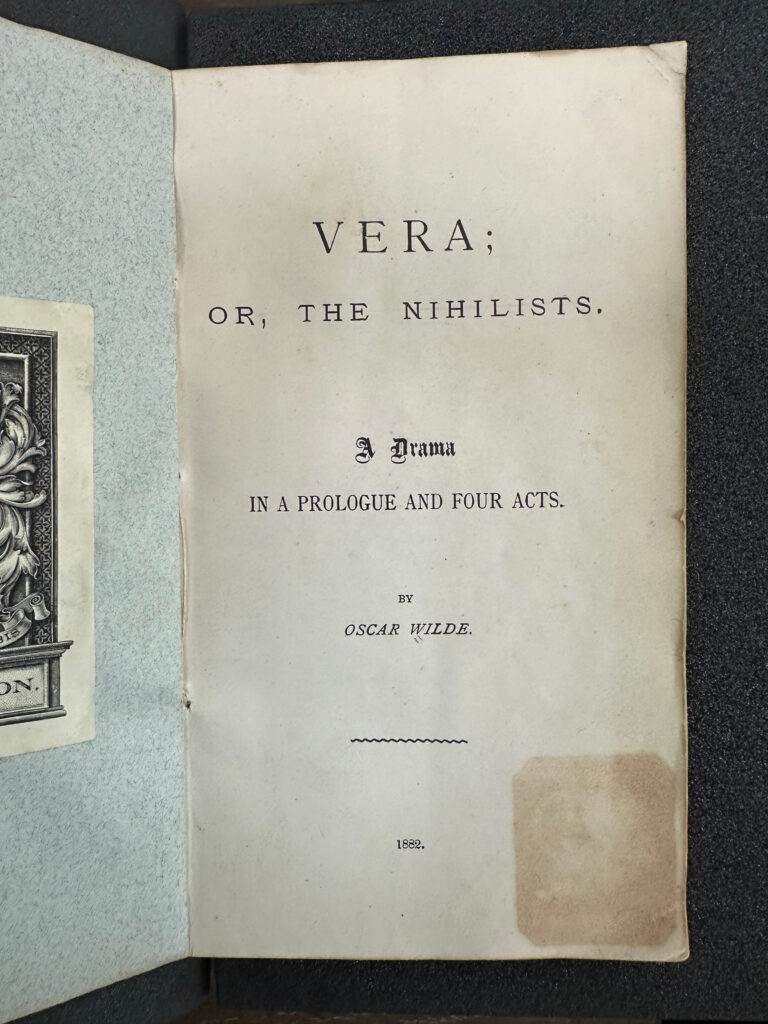 VERA;
OR, THE NIHILISTS.
A Drama
IN A PROLOGUE AND FOUR ACTS.
BY
OSCAR WILDE.
1882.